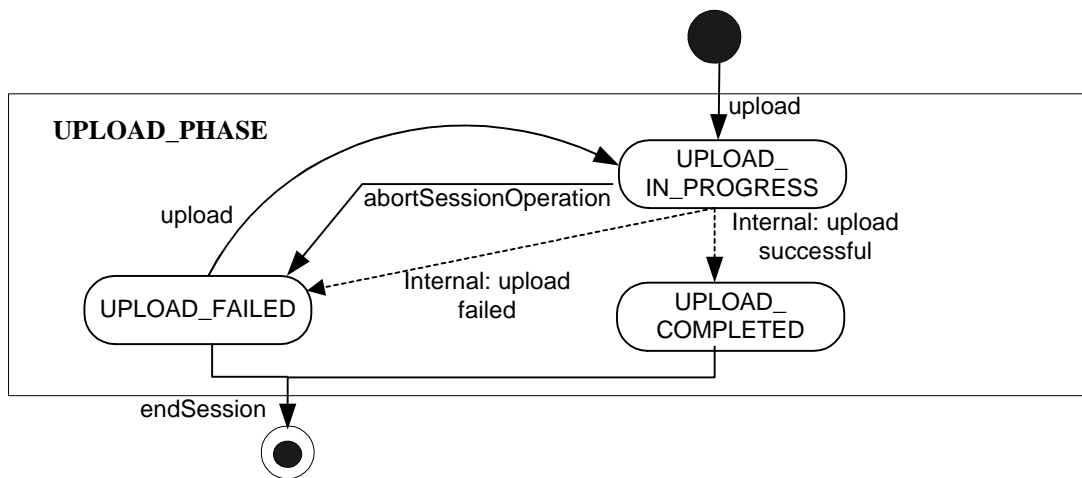 upload
UPLOAD_PHASE
UPLOAD_
IN_PROGRESS
abortSessionOperation
upload
Internal: upload
successful
Internal: upload
failed
UPLOAD_FAILED
UPLOAD_
COMPLETED
endSession